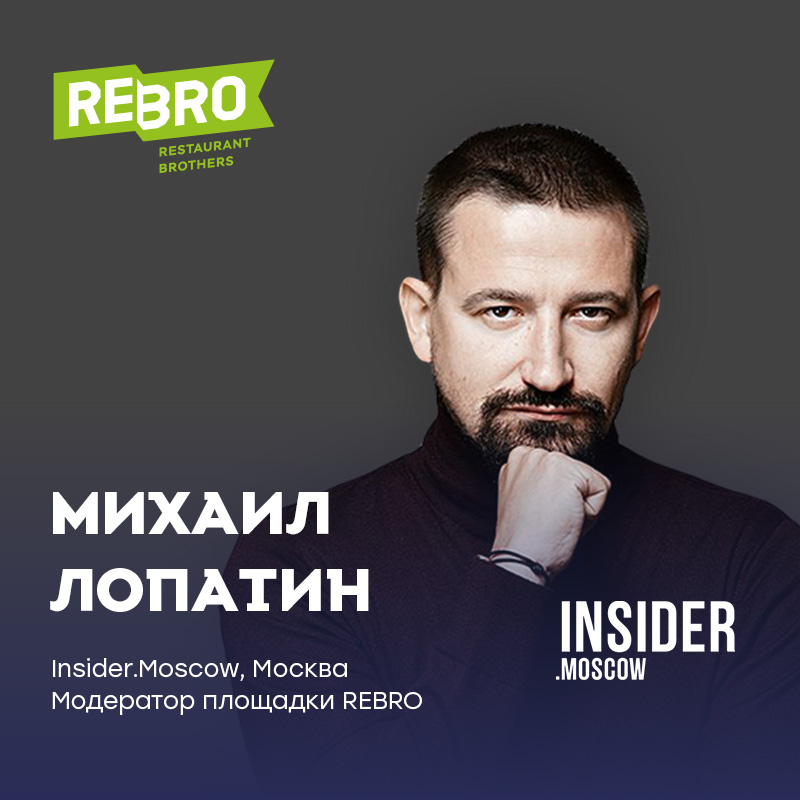 REBRO
RESTAURANT
BROTHERS
МИХАИЛ
ЛОПАТИН
Insider.Moscow, Москва
Модератор площадки REBRO
INSIDER
.MOSCOW